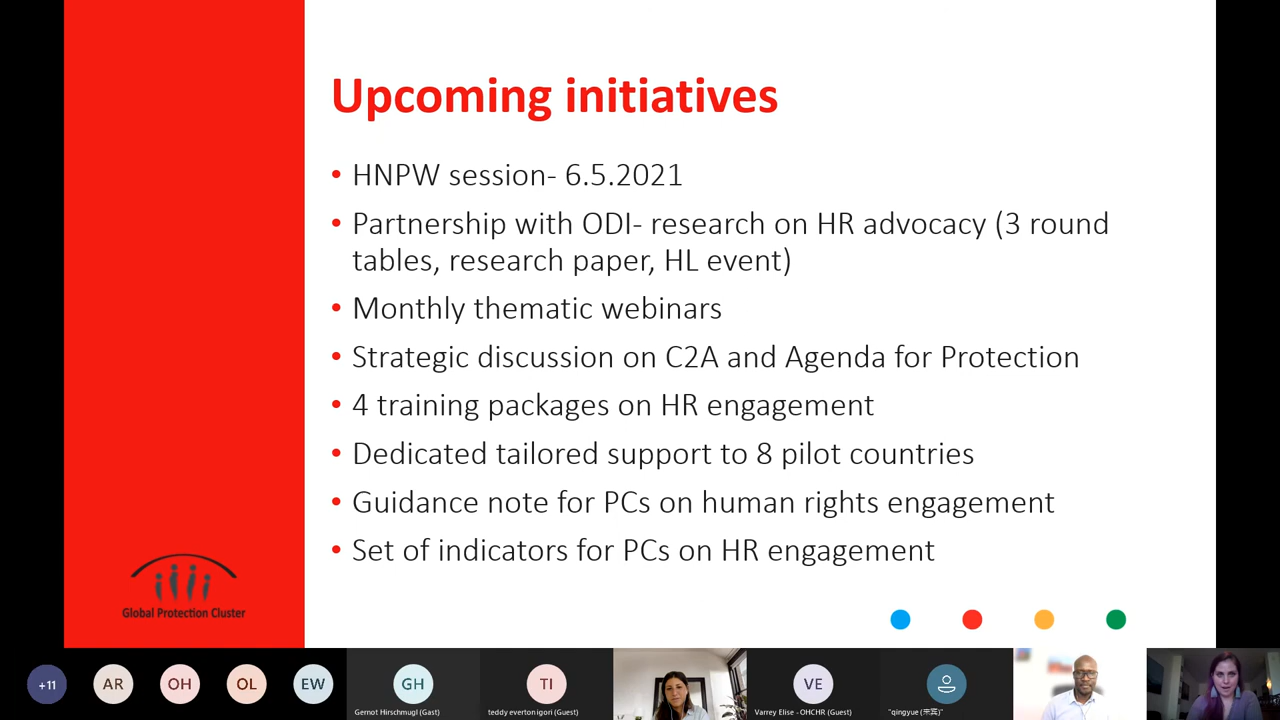 Upcoming initiatives
• HNPW session- 6.5.2021
• Partnership with ODI- research on HR advocacy (3 round
tables, research paper, HL event)
• Monthly thematic webinars
• Strategic discussion on C2A and Agenda for Protection
• 4 training packages on HR engagement
• Dedicated tailored support to 8 pilot countries
• Guidance note for PCs on human rights engagement
• Set of indicators for PCs on HR engagement
Global Protection Cluster
+11
AR
OH
OL
EW
GH
Gernot Hirschmugl (Gast)
TI
teddy everton igori (Guest)
VE
Varrey Elise - OHCHR (Guest)
"qingyue (来宾)"